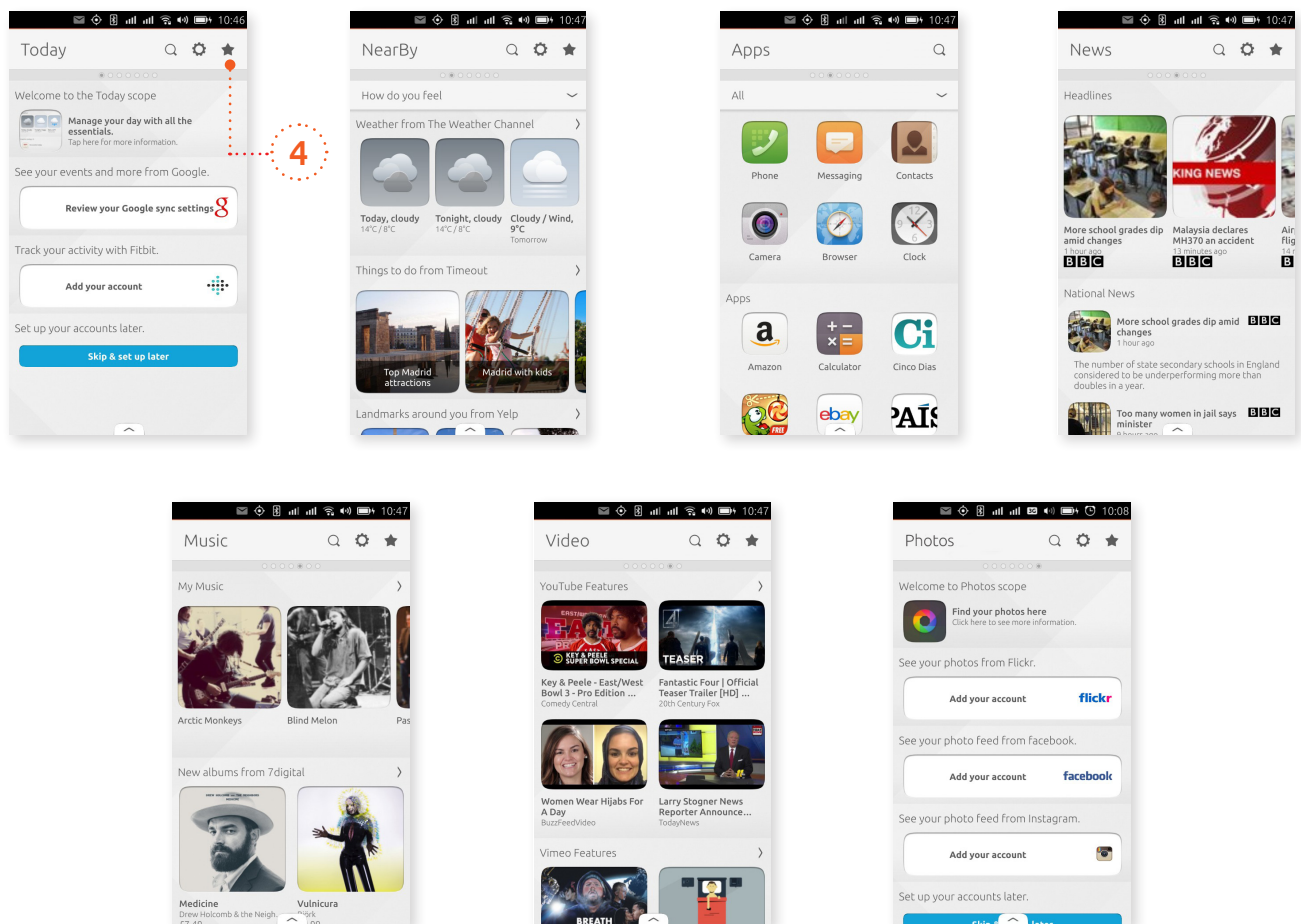 10:46
Today
Welcome to the Today scope
Manage your day with all the
essentials.
Tap here for more information.
See your events and more from Google.
Review your Google sync settings
g
Track your activity with Fitbit.
Add your account
Set up your accounts later.
Skip & set up later
4
10:47
NearBy
How do you feel
Weather from The Weather Channel
Today, cloudy
14°C / 8°C
Tonight, cloudy
14°C / 8°C
Cloudy / Wind,
9°C
Tomorrow
Things to do from Timeout
Top Madrid
attractions
Madrid with kids
Landmarks around you from Yelp
10:47
Apps
All
Phone
Messaging
Contacts
Camera
Browser
Clock
Apps
a
Amazon
Calculator
Ci
Cinco Dias
FREE
ebay
PAÍS
10:47
News
Headlines
KING NEWS
More school grades dip
amid changes
1 hour ago
BBC
Malaysia declares
MH370 an accident
13 minutes ago
BBC
Air
flig
14
B
National News
More school grades dip amid
changes
1 hour ago
BBC
The number of state secondary schools in England
considered to be underperforming more than
doubles in a year.
Too many women in jail says
minister
BBC
10:47
Music
My Music
Arctic Monkeys
Blind Melon
Pas
New albums from 7digital
Medicine
Drew Holcomb & the Neigh.
Vulnicura
10:47
Video
YouTube Features
KEY & PEELE
SUPER BOWL SPECIAL
TEASER
Key & Peele - East/West
Bowl 3 - Pro Edition ...
Comedy Central
Fantastic Four | Official
Teaser Trailer [HD] ...
20th Century Fox
Women Wear Hijabs For
A Day
BuzzFeedVideo
Larry Stogner News
Reporter Announce...
TodayNews
Vimeo Features
BREATH
3G
10:08
Photos
Welcome to Photos scope
Find your photos here
Click here to see more information.
See your photos from Flickr.
Add your account
flickr
See your photo feed from facebook.
Add your account
facebook
See your photo feed from Instagram.
Add your account
Set up your accounts later.